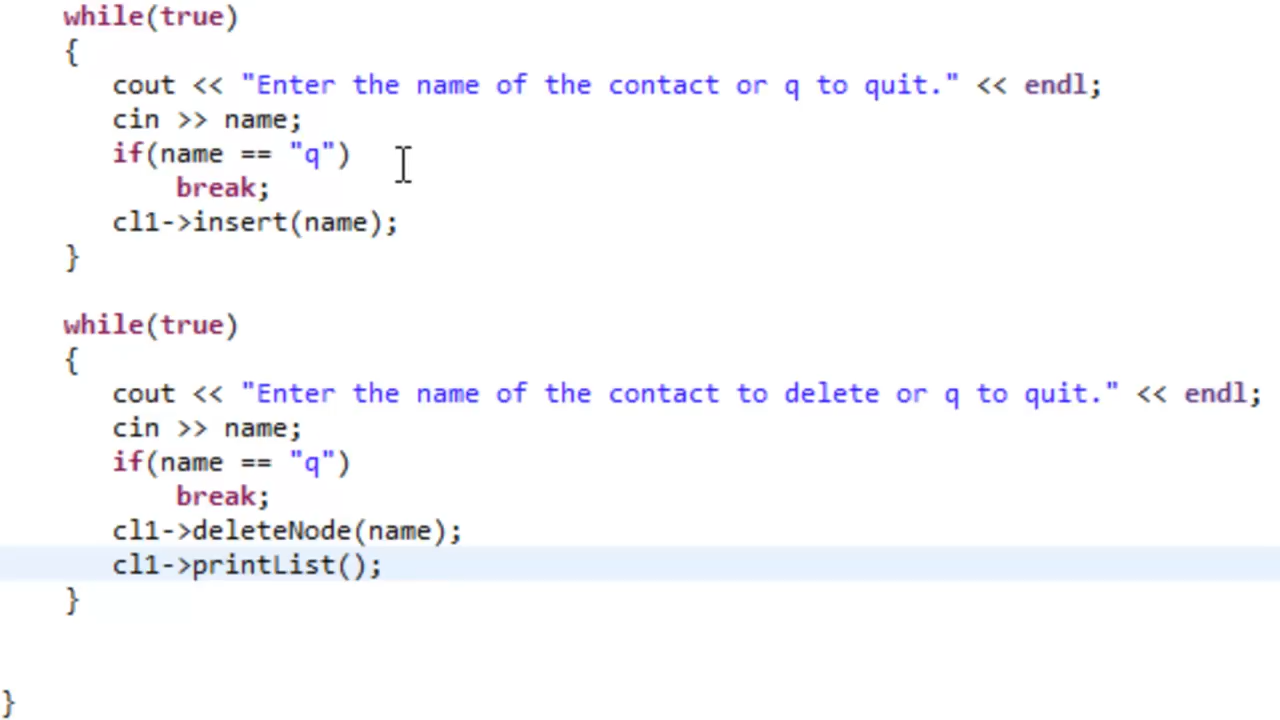 while(true)
{
cout << "Enter the name of the contact or q to quit." << endl;
cin >> name;
if(name == "q")
break;
cl1->insert(name);
}
while(true)
{
cout << "Enter the name of the contact to delete or q to quit." << endl;
cin >> name;
if(name == "q")
break;
cl1->deleteNode(name);
cl1->printList();
}
}